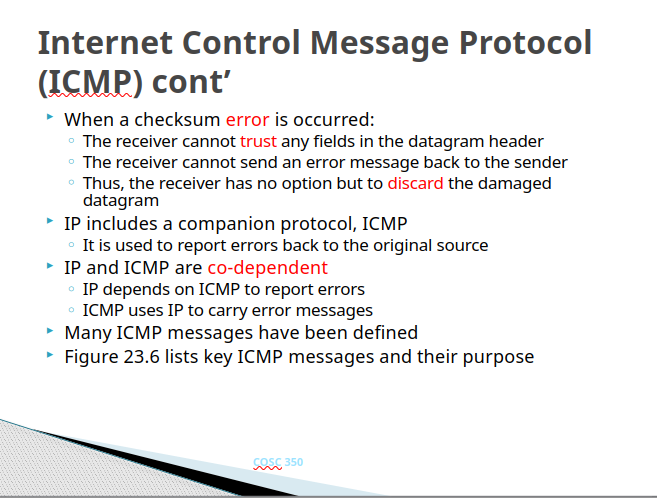 Internet Control Message Protocol
(ICMP) cont’
When a checksum error is occurred:
The receiver cannot trust any fields in the datagram header
The receiver cannot send an error message back to the sender
Thus, the receiver has no option but to discard the damaged
datagram
IP includes a companion protocol, ICMP
It is used to report errors back to the original source
IP and ICMP are co-dependent
IP depends on ICMP to report errors
ICMP uses IP to carry error messages
Many ICMP messages have been defined
Figure 23.6 lists key ICMP messages and their purpose
COSC 350